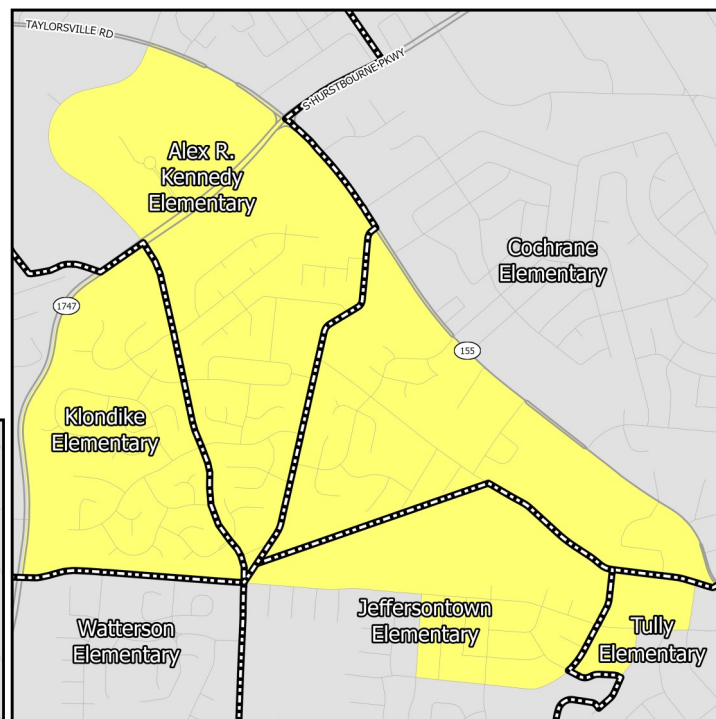 TAYLORSVILLE RD
S HURSTBOURNE PKWY
Alex R.
Kennedy
Elementary
Cochrane
Elementary
1747
155
Klondike
Elementary
Watterson
Elementary
Jeffersontown
Elementary
Tully
Elementary